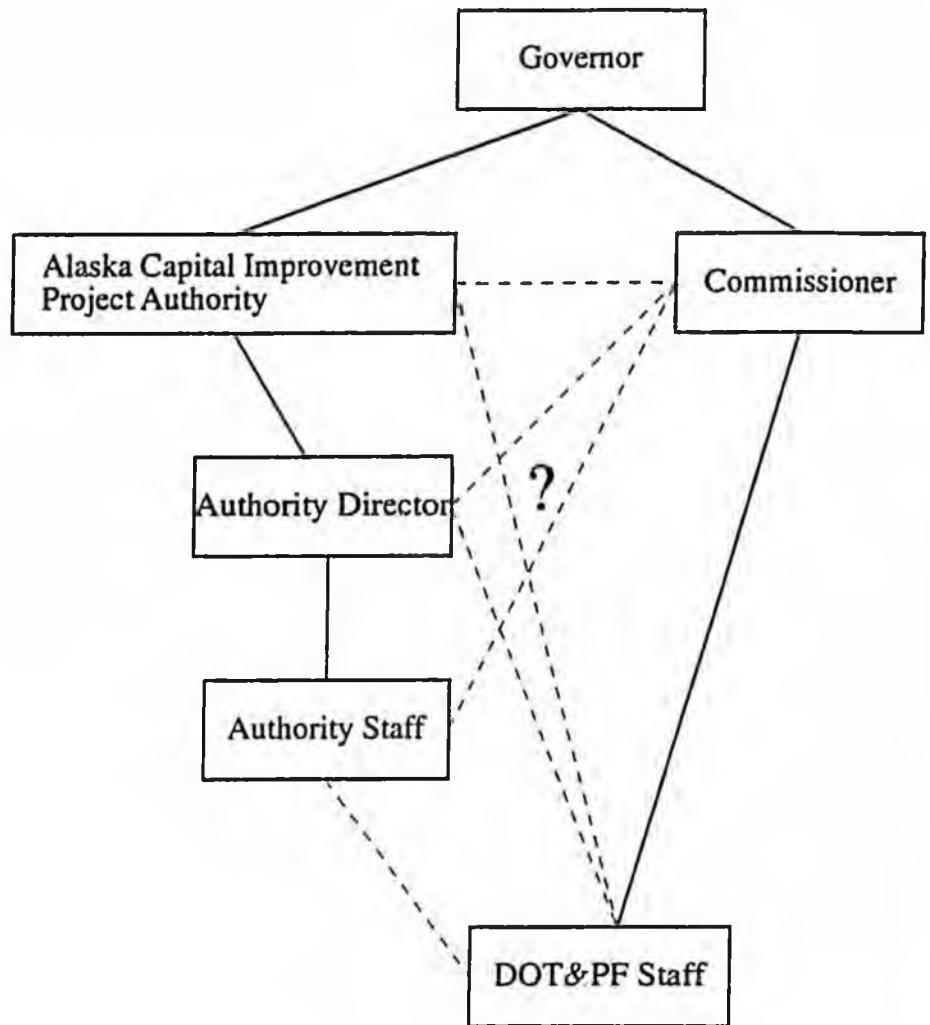 Governor
Alaska Capital Improvement
Project Authority
Commissioner
Authority Director
?
Authority Staff
DOT&PF Staff